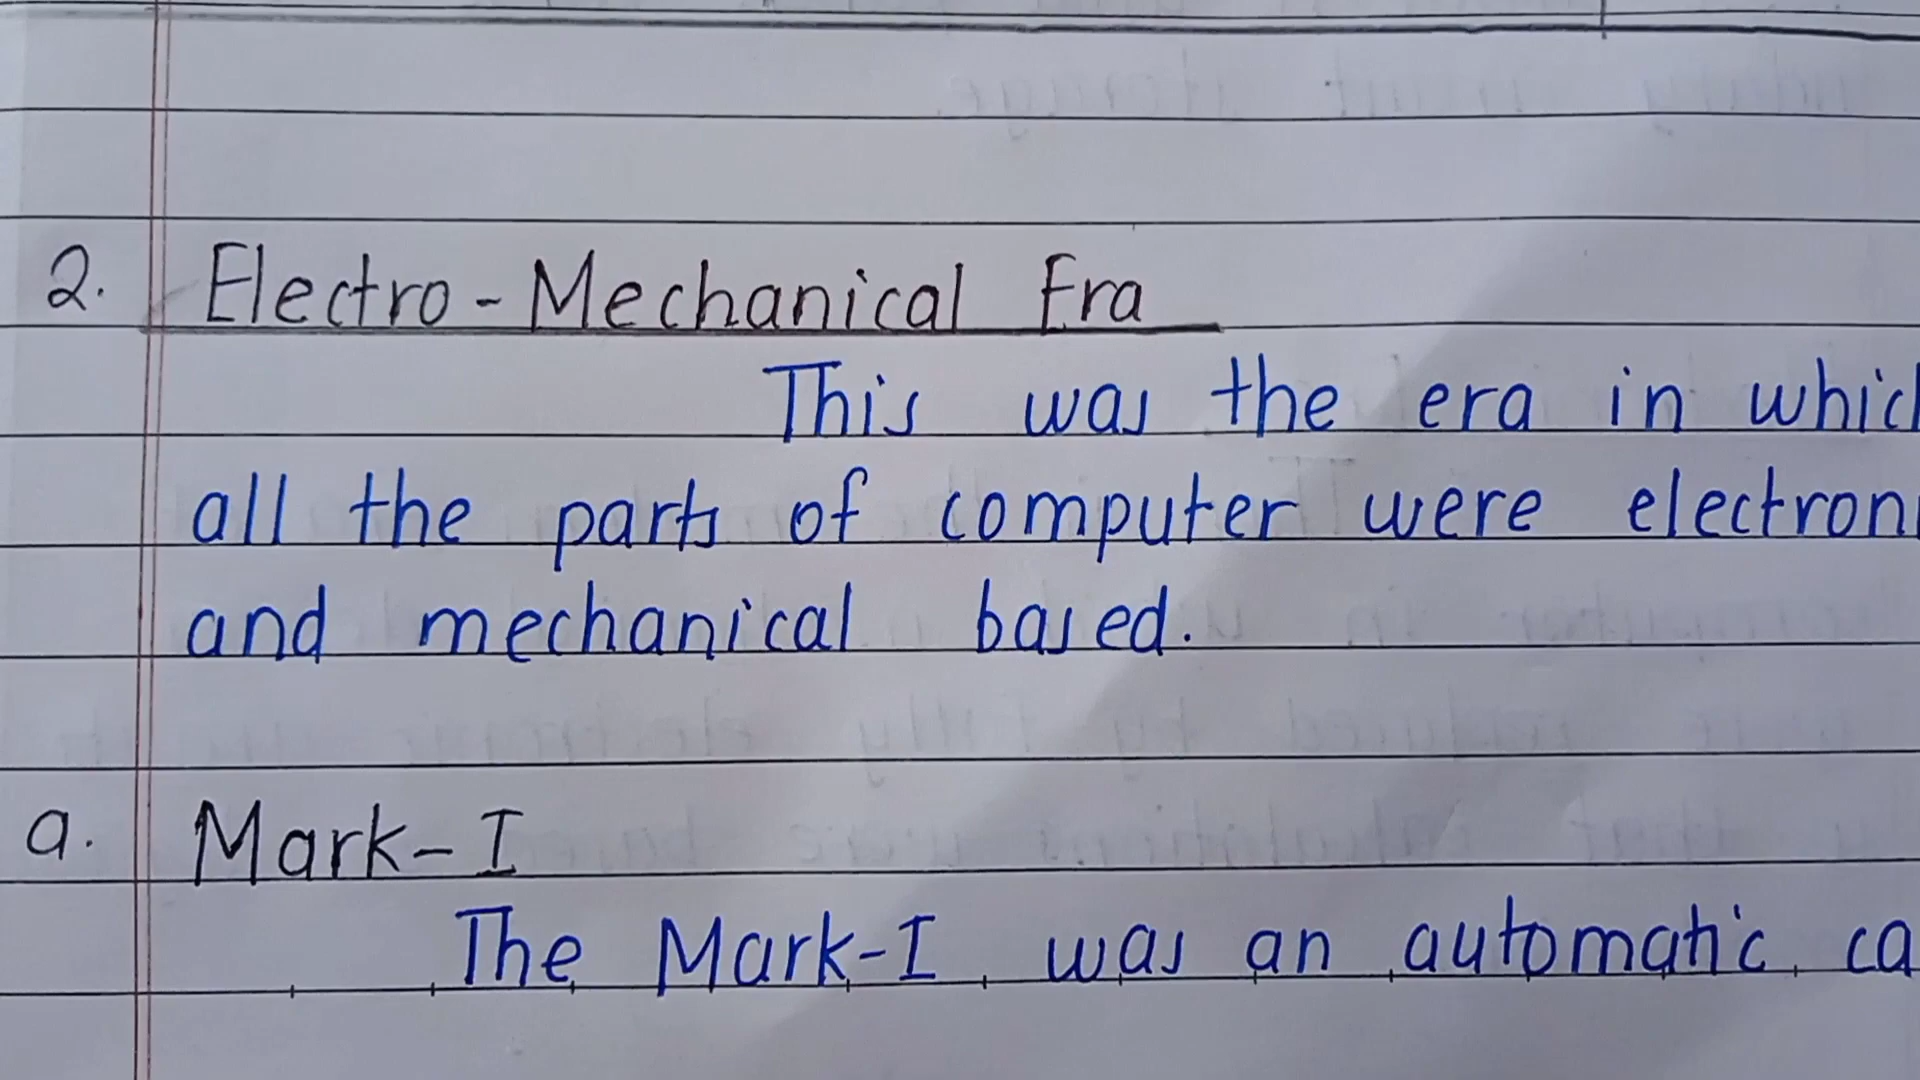 2. Electro-Mechanical Era
This was the era in whic
all the parts of computer were electron
and mechanical based.
a. Mark-I
The Mark-I was an automatic ca